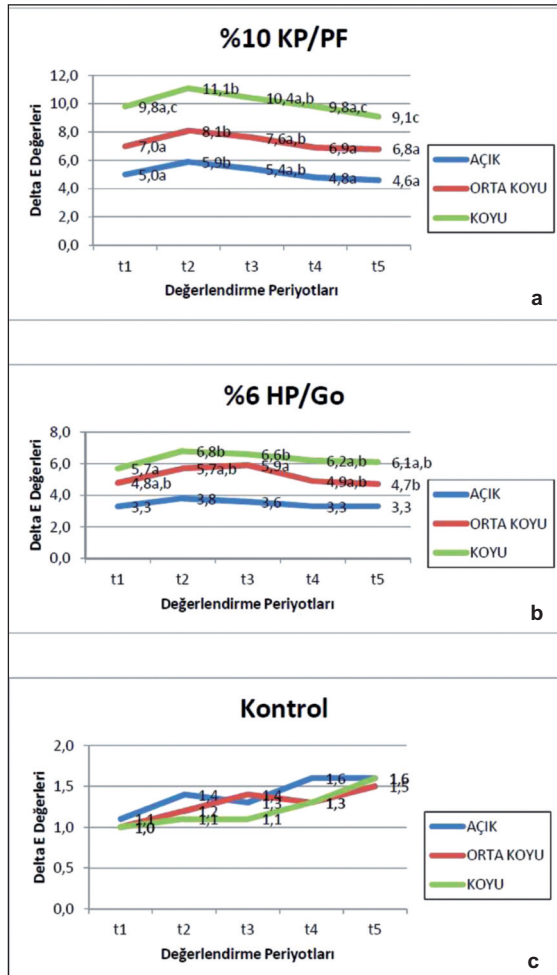 %10 KP/PF
Delta E Değerleri
12,0
10,0
8,0
6,0
4,0
2,0
0,0
9,8a,c 11,1b 10,4a,b 9,8a,c 9,1c
7,0a 8,1b 7,6a,b 6,9a 6,8a
5,0a 5,9b 5,4a,b 4,8a 4,6a
t1 t2 t3 t4 t5
Değerlendirme Periyotları
AÇIK
ORTA KOYU
KOYU
a
%6 HP/Go
Delta E Değerleri
8,0
6,0
4,0
2,0
0,0
5,7a 6,8b 6,6b 6,2a,b 6,1a,b
4,8a,b 5,7a,b 5,9a 4,9a,b 4,7b
3,3 3,8 3,6 3,3 3,3
t1 t2 t3 t4 t5
Değerlendirme Periyotları
AÇIK
ORTA KOYU
KOYU
b
Kontrol
Delta E Değerleri
2,0
1,5
1,0
0,5
0,0
1,1 1,4 1,3 1,6 1,6
1,2 1,4 1,3 1,5
1,0 1,1 1,1
t1 t2 t3 t4 t5
Değerlendirme Periyotları
AÇIK
ORTA KOYU
KOYU
c